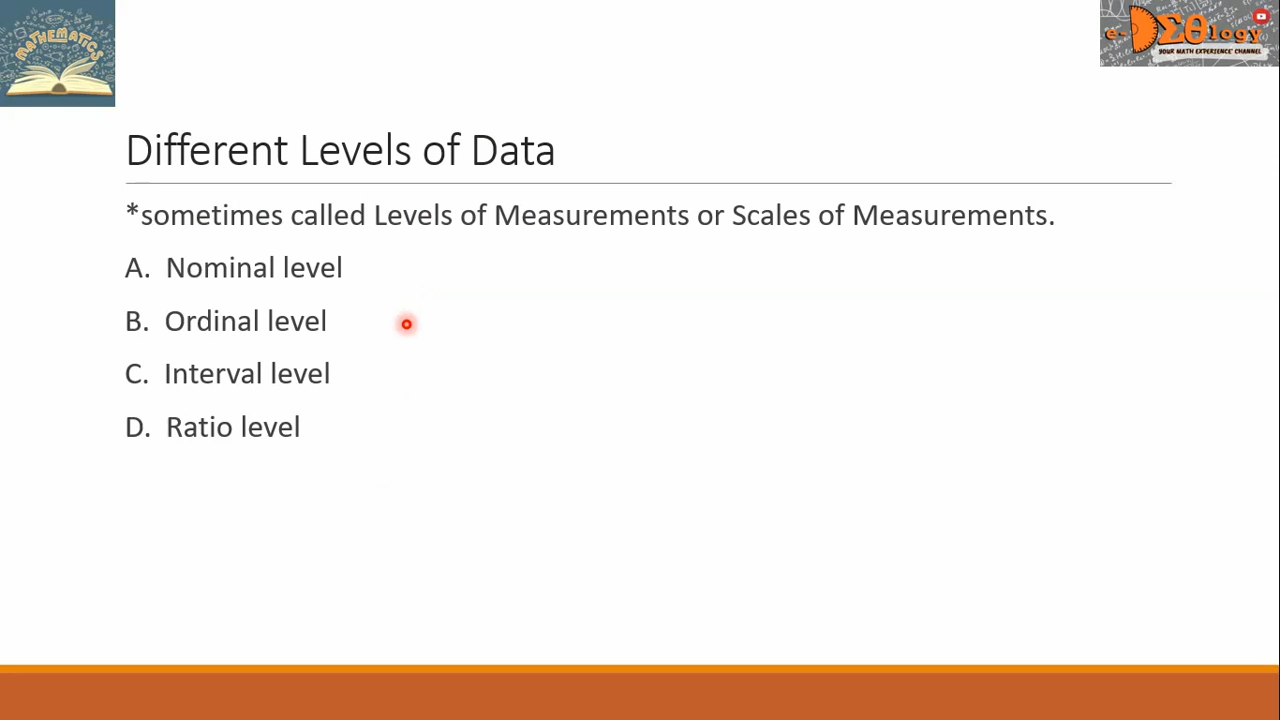 MATHEMATICS
e-DΣθlogy
YOUR MATH EXPERIENCE CHANNEL
Different Levels of Data
*sometimes called Levels of Measurements or Scales of Measurements.
A. Nominal level
B. Ordinal level
C. Interval level
D. Ratio level